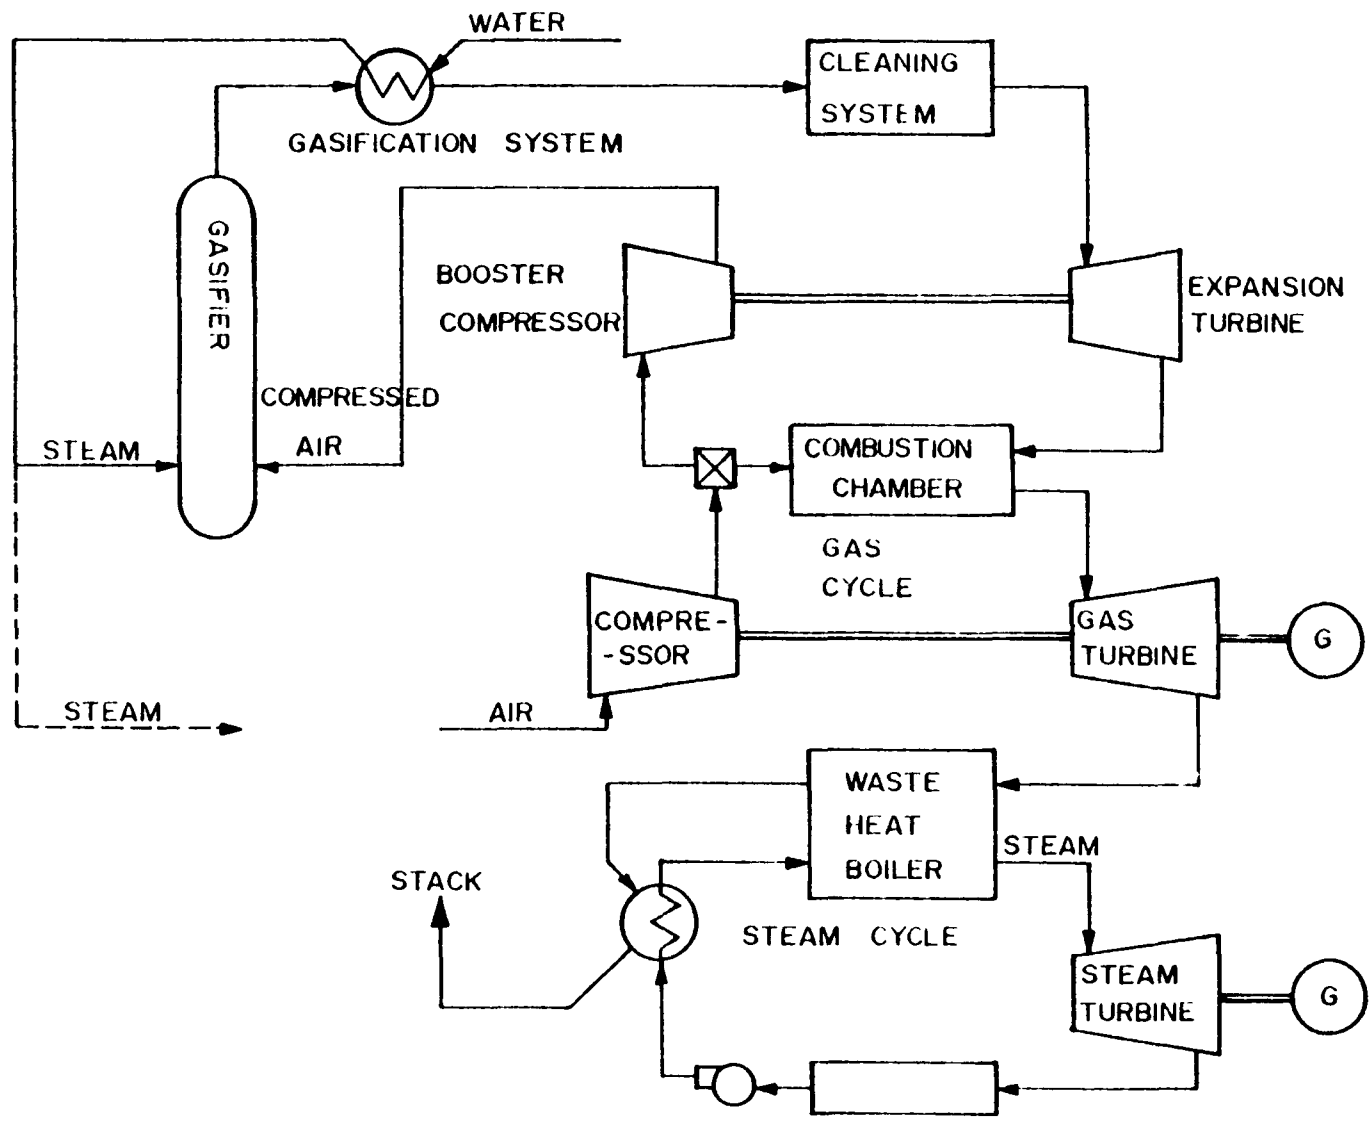 WATER
CLEANING
SYSTEM
GASIFICATION SYSTEM
GASIFIER
BOOSTER
COMPRESSOR
EXPANSION
TURBINE
COMPRESSED
AIR
STEAM
COMBUSTION
CHAMBER
GAS
CYCLE
COMPRE-
-SSOR
GAS
TURBINE
G
STEAM
AIR
WASTE
HEAT
BOILER
STEAM
STACK
STEAM CYCLE
STEAM
TURBINE
G